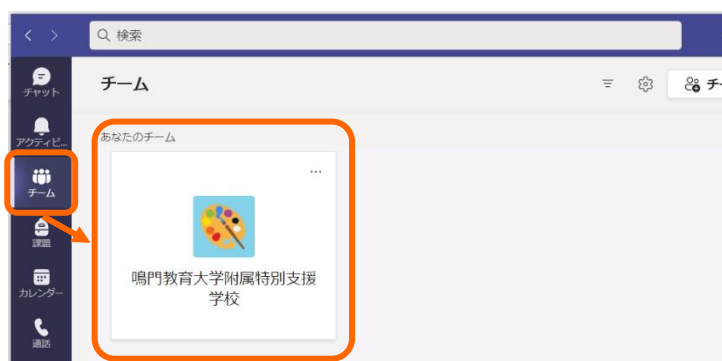 検索
チーム
チャット
アクティビ...
チーム
課題
カレンダー
通話
あなたのチーム
鳴門教育大学附属特別支援
学校